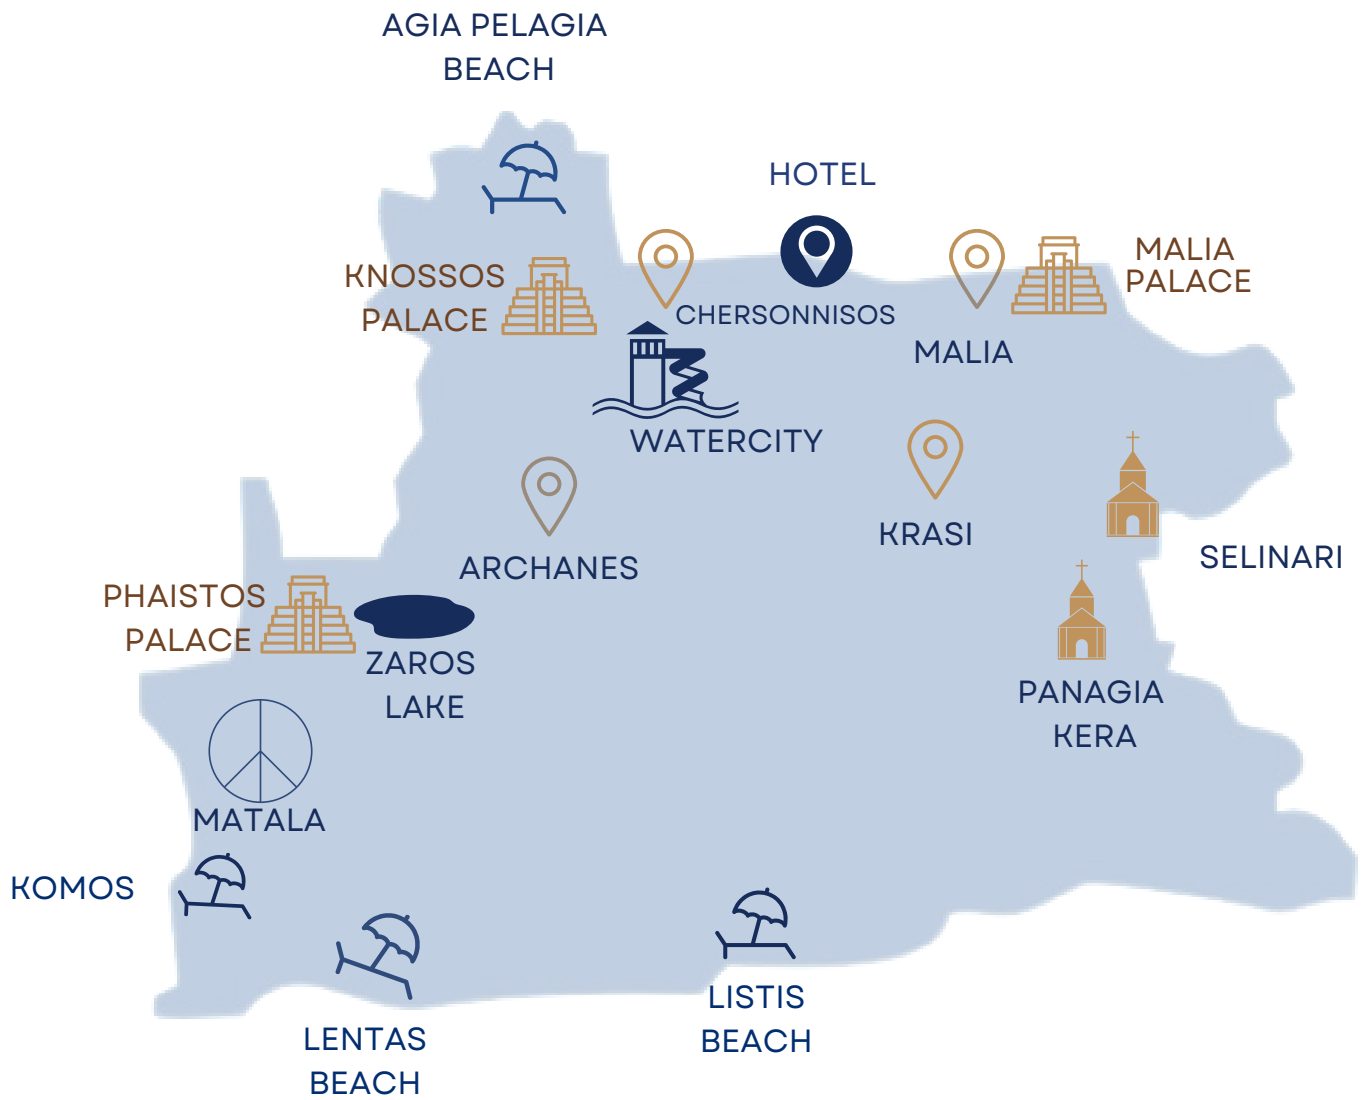 AGIA PELAGIA
BEACH
HOTEL
KNOSSOS
PALACE
MALIA
PALACE
CHERSONNISOS
MALIA
WATERCITY
KRASI
ARCHANES
SELINARI
PHAISTOS
PALACE
ZAROS
LAKE
PANAGIA
KERA
MATALA
KOMOS
LISTIS
BEACH
LENTAS
BEACH